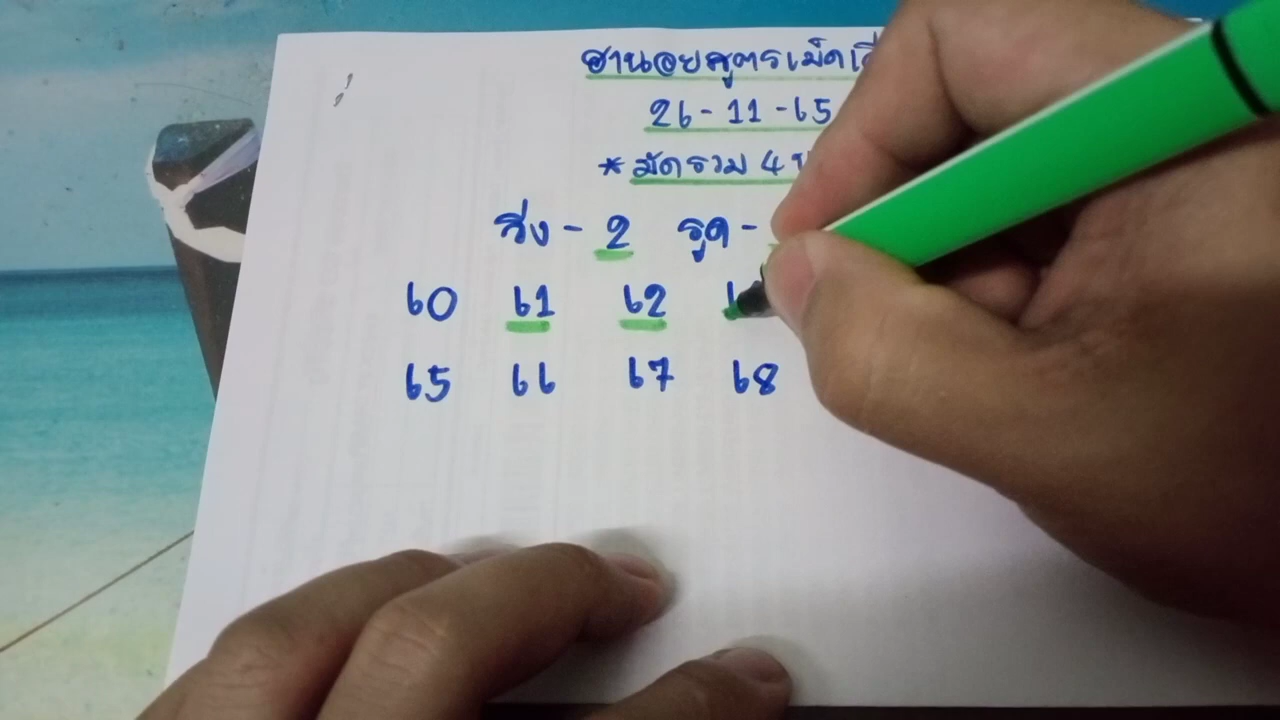 ฮานอยสูตรเม็ดเ
26-11-65
*มัดรวม 4
วิ่ง-2 รูด-
60 61 62
65 66 67 68